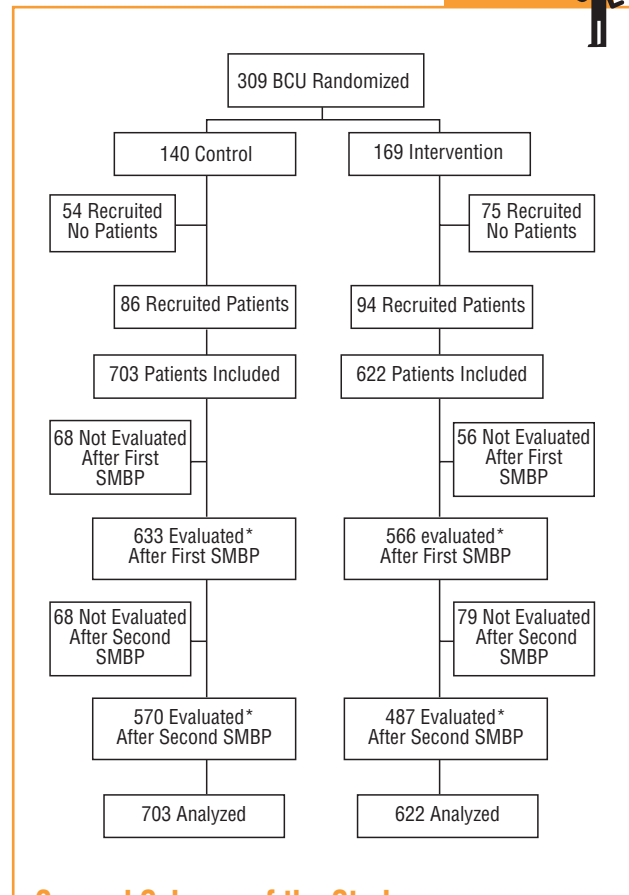 309 BCU Randomized
140 Control
169 Intervention
54 Recruited
No Patients
75 Recruited
No Patients
86 Recruited Patients
94 Recruited Patients
703 Patients Included
622 Patients Included
68 Not Evaluated
After First
SMBP
56 Not Evaluated
After First
SMBP
633 Evaluated*
After First SMBP
566 evaluated*
After First SMBP
68 Not Evaluated
After Second
SMBP
79 Not Evaluated
After Second
SMBP
570 Evaluated*
After Second SMBP
487 Evaluated*
After Second SMBP
703 Analyzed
622 Analyzed